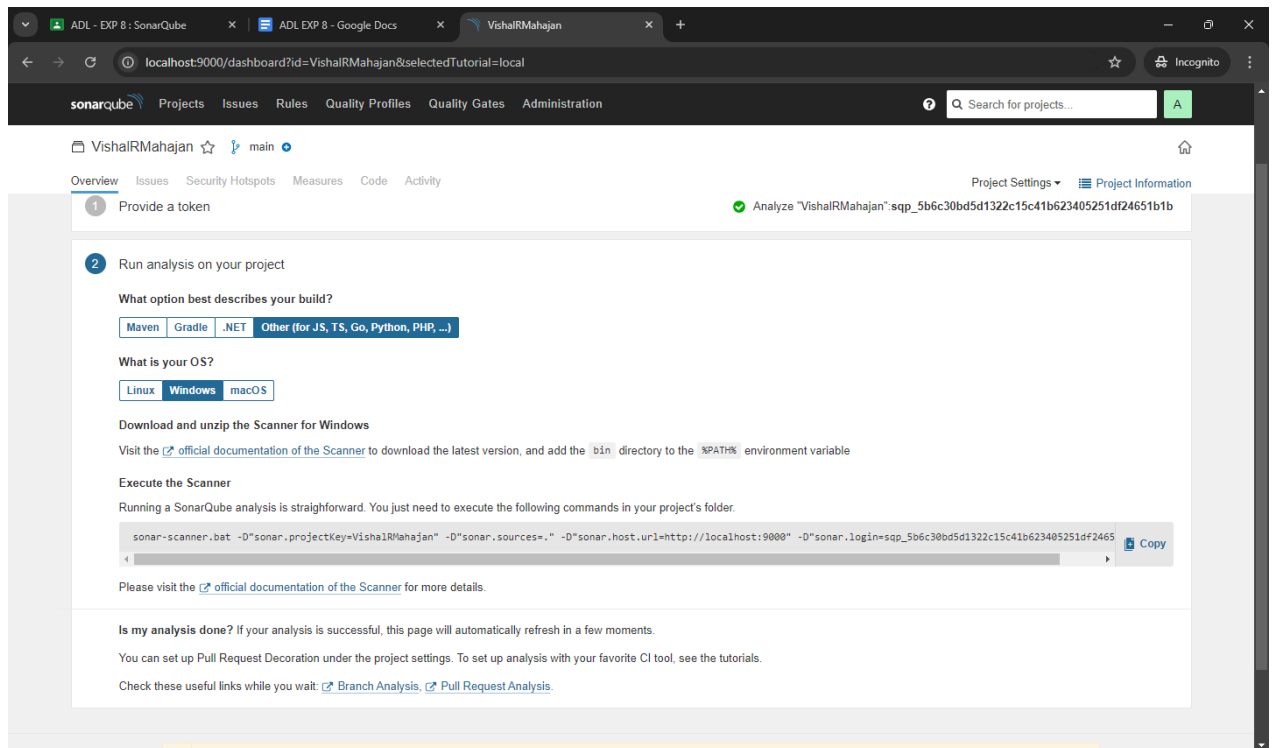 ADL - EXP 8 : SonarQube ADL EXP 8 - Google Docs VishalRMahajan
localhost:9000/dashboard?id=VishalRMahajan&selectedTutorial=local Incognito
sonarqube Projects Issues Rules Quality Profiles Quality Gates Administration Search for projects... A
VishalRMahajan main
Overview Issues Security Hotspots Measures Code Activity Project Settings Project Information
1 Provide a token Analyze "VishalRMahajan":sqp_5b6c30bd5d1322c15c41b623405251df24651b1b
2 Run analysis on your project
What option best describes your build?
Maven Gradle .NET Other (for JS, TS, Go, Python, PHP, ...)
What is your OS?
Linux Windows macOS
Download and unzip the Scanner for Windows
Visit the official documentation of the Scanner to download the latest version, and add the bin directory to the %PATH% environment variable
Execute the Scanner
Running a SonarQube analysis is straighforward. You just need to execute the following commands in your project's folder.
sonar-scanner.bat -D"sonar.projectKey=VishalRMahajan" -D"sonar.sources=." -D"sonar.host.url=http://localhost:9000" -D"sonar.login=sqp_5b6c30bd5d1322c15c41b623405251df2465 Copy
Please visit the official documentation of the Scanner for more details.
Is my analysis done? If your analysis is successful, this page will automatically refresh in a few moments.
You can set up Pull Request Decoration under the project settings. To set up analysis with your favorite CI tool, see the tutorials.
Check these useful links while you wait: Branch Analysis, Pull Request Analysis.